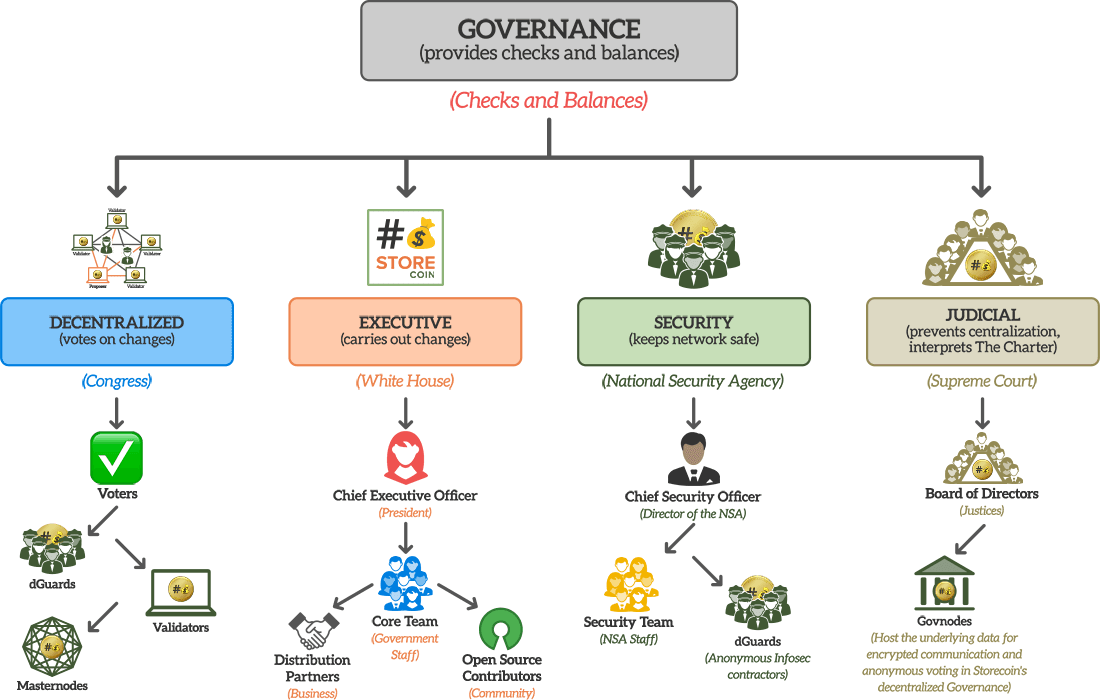 GOVERNANCE
(provides checks and balances)
(Checks and Balances)
Validator
Validator
Validator
Proposer
Validator
#$
STORE
COIN
DECENTRALIZED
(votes on changes)
(Congress)
EXECUTIVE
(carries out changes)
(White House)
SECURITY
(keeps network safe)
(National Security Agency)
JUDICIAL
(prevents centralization,
interprets The Charter)
(Supreme Court)
Voters
dGuards
Validators
Masternodes
Chief Executive Officer
(President)
Core Team
(Government
Staff)
Distribution
Partners
(Business)
Open Source
Contributors
(Community)
Chief Security Officer
(Director of the NSA)
Security Team
(NSA Staff)
dGuards
(Anonymous Infosec
contractors)
Board of Directors
(Justices)
Govnodes
(Host the underlying data for
encrypted communication and
anonymous voting in Storecoin's
decentralized Governance)